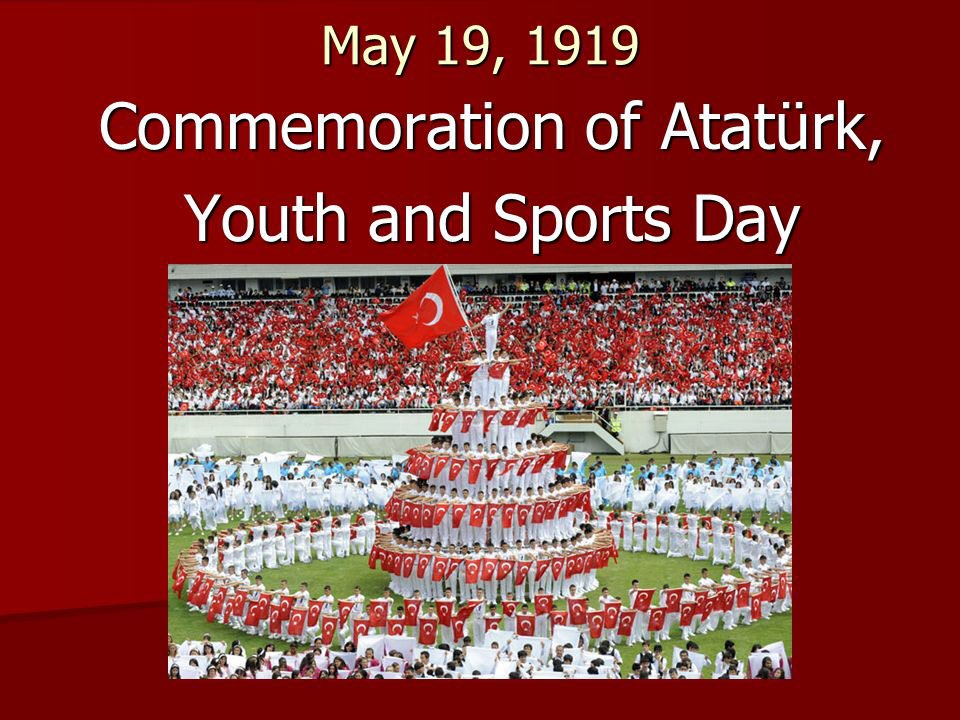 May 19, 1919
Commemoration of Atatürk,
Youth and Sports Day